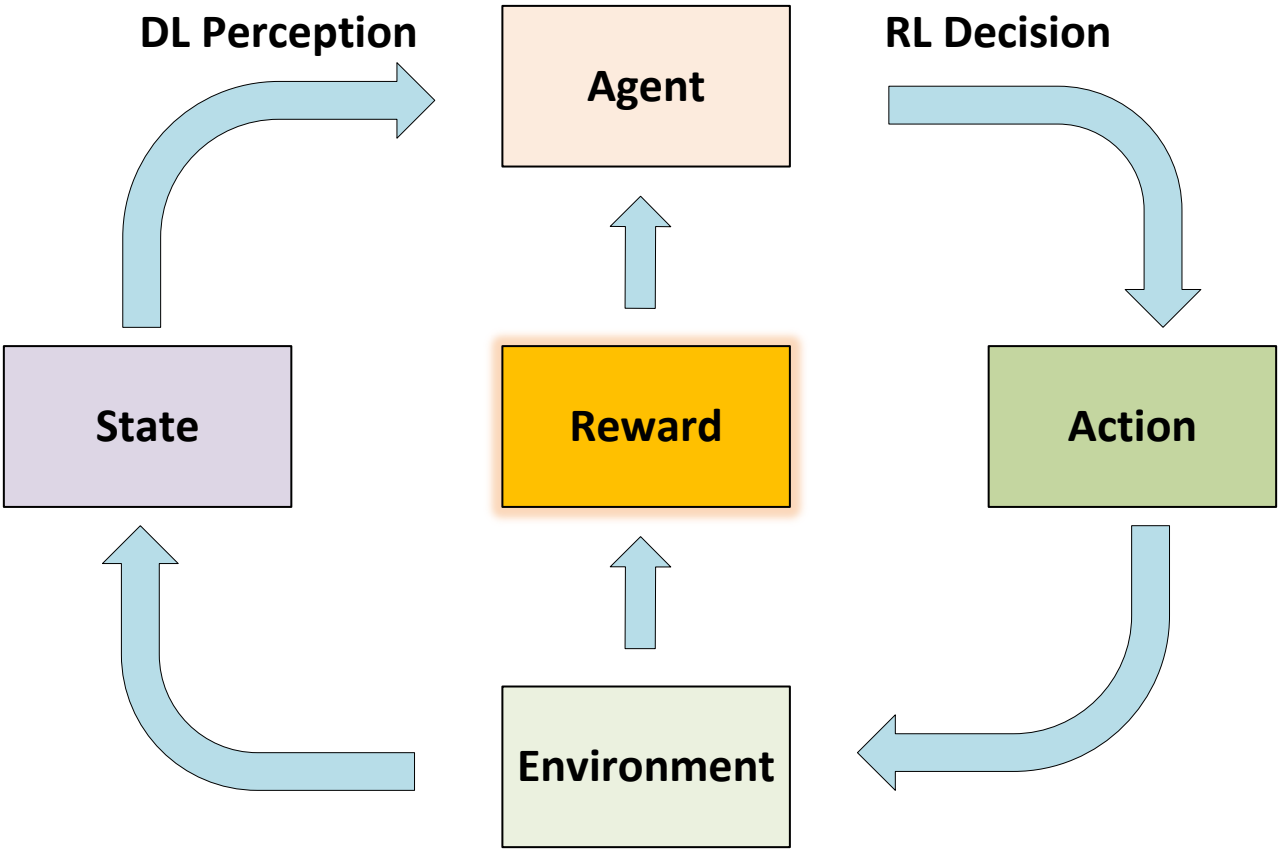 DL Perception
RL Decision
Agent
State
Reward
Action
Environment